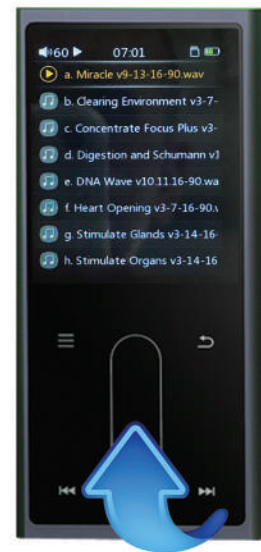 60 07:01
a. Miracle v9-13-16-90.wav
b. Clearing Environment v3-7-
c. Concentrate Focus Plus v3-
d. Digestion and Schumann v1
e. DNA Wave v10.11.16-90.wa
f. Heart Opening v3-7-16-90.v
g. Stimulate Glands v3-14-16-
h. Stimulate Organs v3-14-16